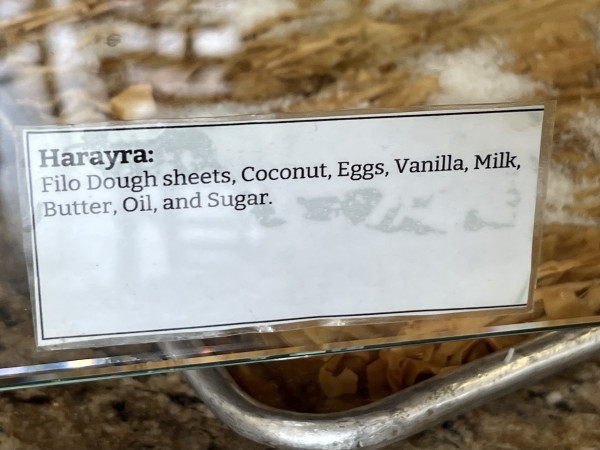 Harayra:
Filo Dough sheets, Coconut, Eggs, Vanilla, Milk,
Butter, Oil, and Sugar.